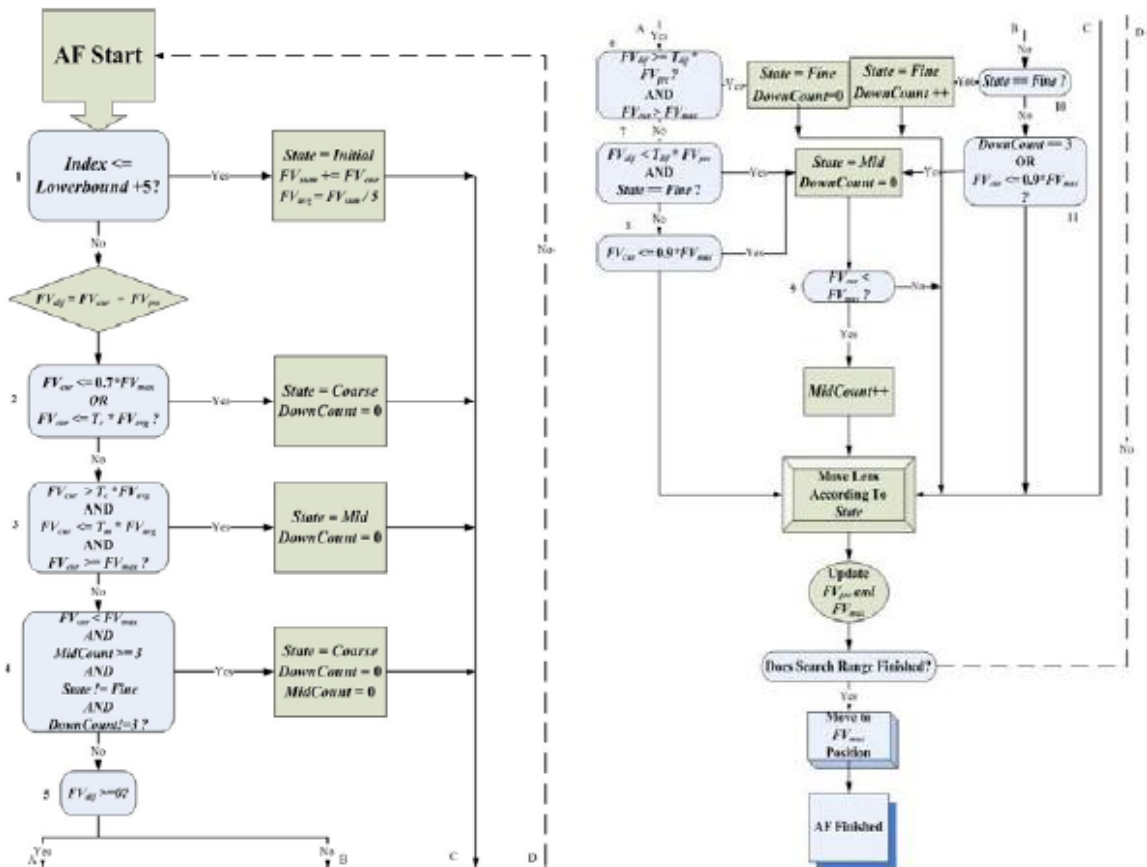 AF Start
1
Index <=
Lowerbound +5?
Yes
State = Initial
FVsum += FVcur
FVavg = FVsum / 5
No
FVdif = FVcur - FVpre
2
FVcur <= 0.7*FVmax
OR
FVcur <= Tc * FVavg ?
Yes
State = Coarse
DownCount = 0
No
3
FVcur > Tc *FVavg
AND
FVcur <= Tm * FVavg
AND
FVcur >= FVmax ?
Yes
State = Mid
DownCount = 0
No
4
FVcur < FVmax
AND
MidCount >= 3
AND
State != Fine
AND
DownCount!=3 ?
Yes
State = Coarse
DownCount = 0
MidCount = 0
No
5
FVdif >=0?
Yes
A
No
B
C
D
No
A
Yes
6
FVdif >= Tdif*
FVpre ?
AND
FVcur > FVmax
Yes
State = Fine
DownCount=0
State = Fine
DownCount ++
Yes
B
No
State == Fine ?
10
C
D
No
7
FVdif < Tdif* FVpre
AND
State == Fine ?
Yes
State = Mid
DownCount = 0
Yes
No
DownCount == 3
OR
FVcur <=0.9*FVmax
?
11
No
8
FVcur <=0.9*FVmax
Yes
9
FVcur <
FVmax ?
No
Yes
MidCount++
Move Lens
According To
State
Update
FVpre and
FVmax
Does Search Range Finished?
No
Yes
Move to
FVmax
Position
AF Finished